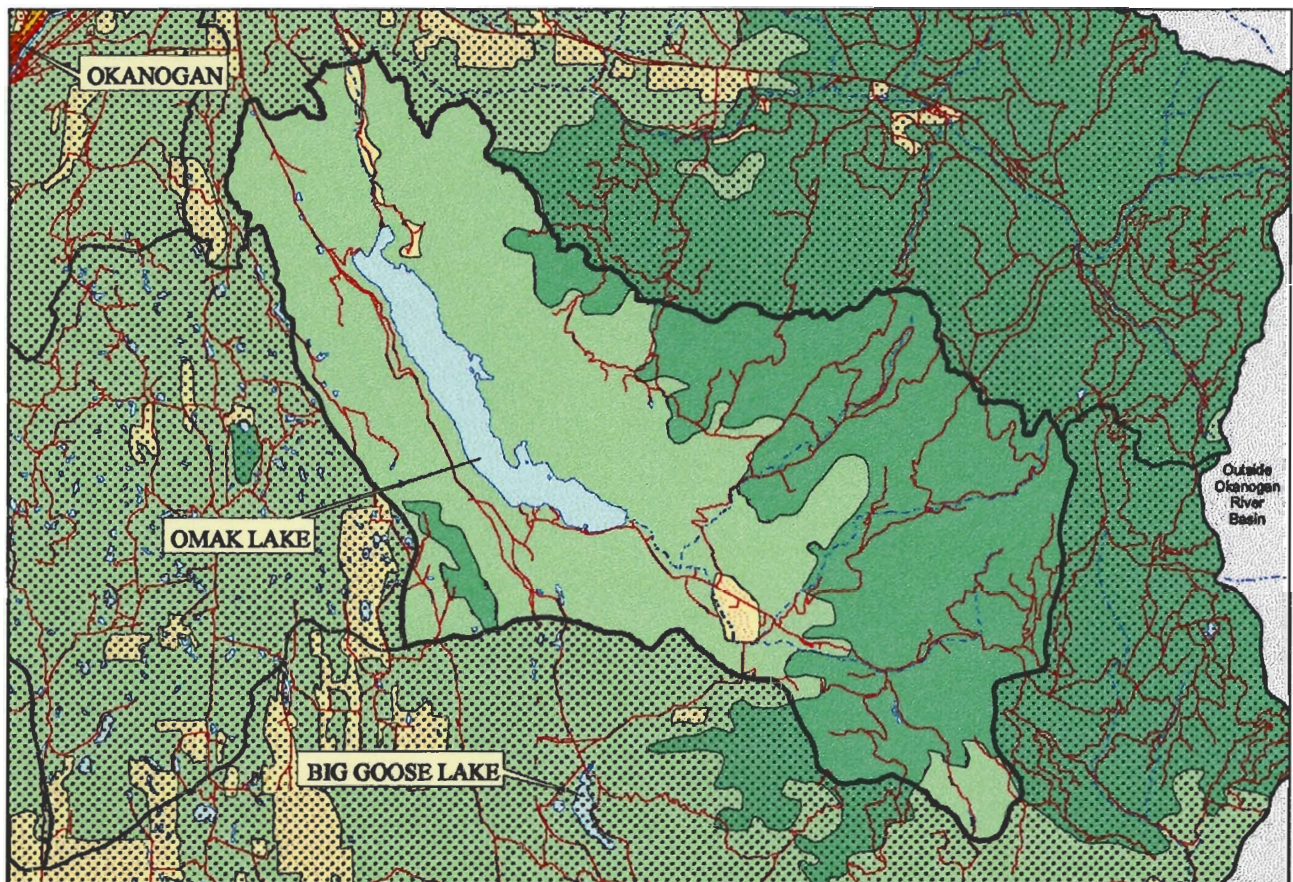 OKANOGAN
Outside
Okanogan
River
Basin
OMAK LAKE
BIG GOOSE LAKE